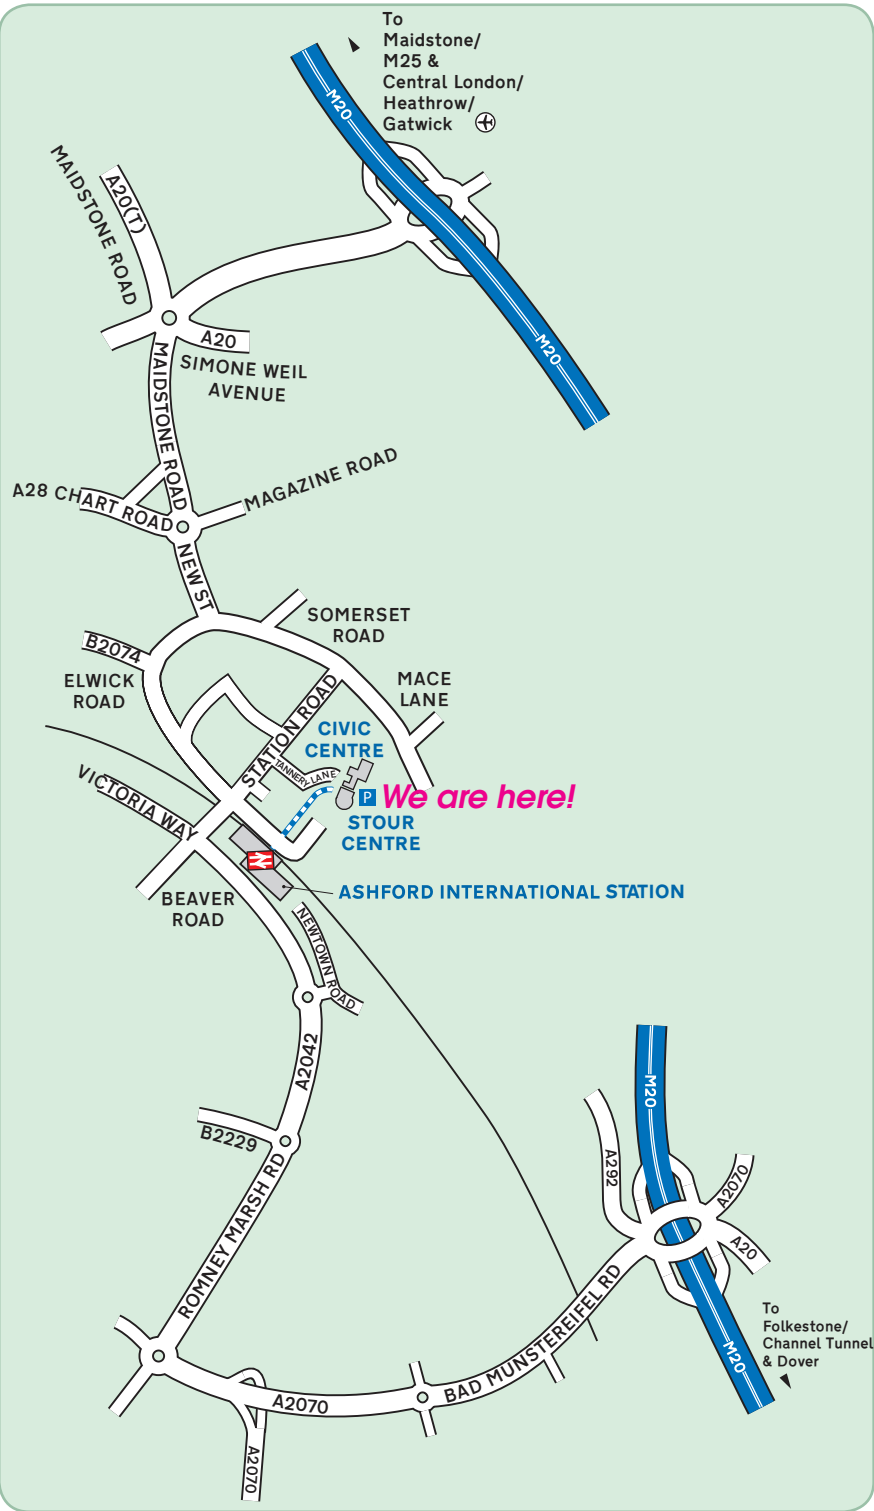 To
Maidstone/
M25 &
Central London/
Heathrow/
Gatwick
M20
MAIDSTONE ROAD
A20(T)
A20
SIMONE WEIL
AVENUE
M20
MAIDSTONE ROAD
A28 CHART ROAD
MAGAZINE ROAD
NEW ST
SOMERSET
ROAD
B2074
ELWICK
ROAD
MACE
LANE
STATION ROAD
CIVIC
CENTRE
TANNERY LANE
VICTORIA WAY
P We are here!
STOUR
CENTRE
ASHFORD INTERNATIONAL STATION
BEAVER
ROAD
NEWTOWN ROAD
A2042
M20
B2229
A292
A2070
A20
ROMNEY MARSH RD
BAD MUNSTEREIFEL RD
To
Folkestone/
Channel Tunnel
& Dover
M20
A2070
A2070